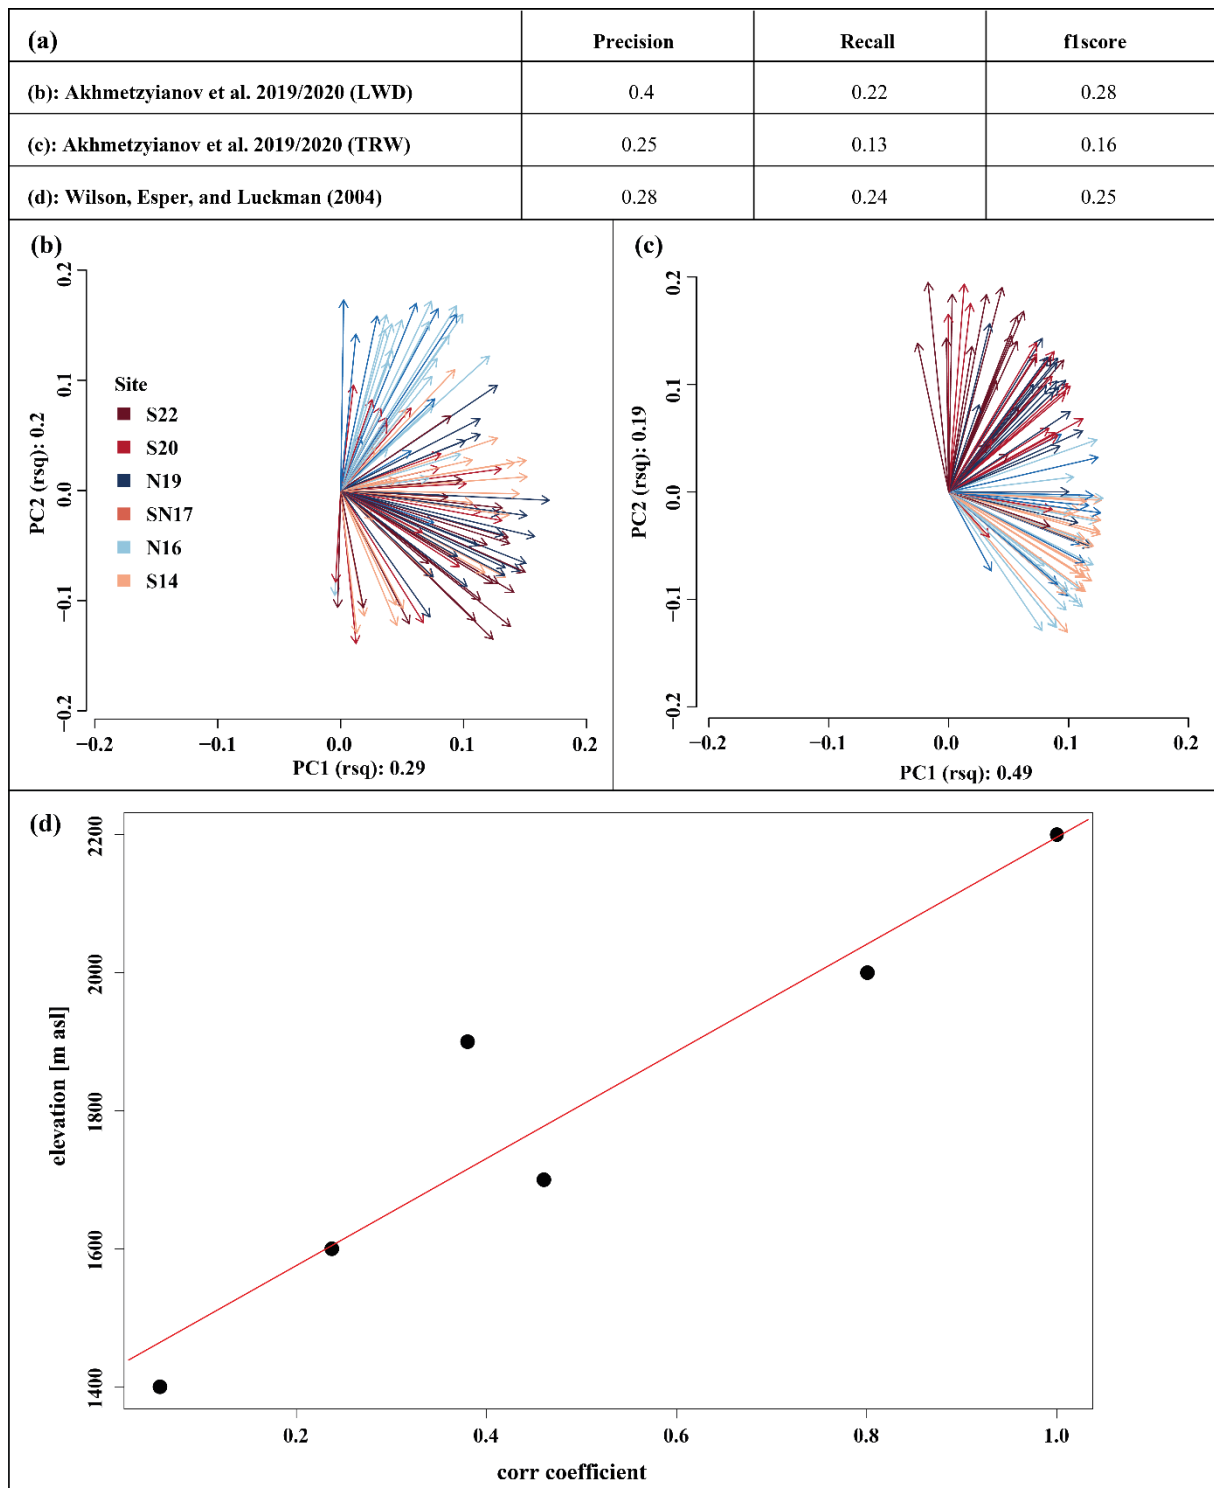 (a) Precision Recall f1score
(b): Akhmetzyianov et al. 2019/2020 (LWD) 0.4 0.22 0.28
(c): Akhmetzyianov et al. 2019/2020 (TRW) 0.25 0.13 0.16
(d): Wilson, Esper, and Luckman (2004) 0.28 0.24 0.25
(b)
PC2 (rsq): 0.2
0.2
0.1
0.0
−0.1
−0.2
Site
S22
S20
N19
SN17
N16
S14
−0.2 −0.1 0.0 0.1 0.2
PC1 (rsq): 0.29
(c)
PC2 (rsq): 0.19
0.2
0.1
0.0
−0.1
−0.2
−0.2 −0.1 0.0 0.1 0.2
PC1 (rsq): 0.49
(d)
elevation [m asl]
2200
2000
1800
1600
1400
0.2 0.4 0.6 0.8 1.0
corr coefficient